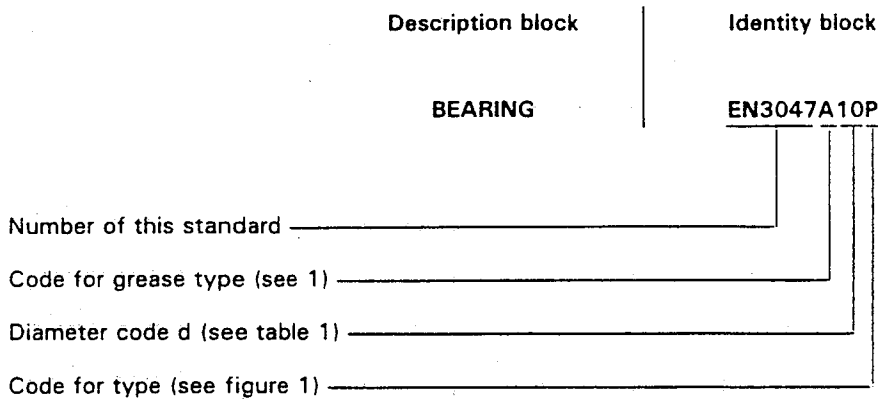 Description block Identity block
BEARING EN3047A10P
Number of this standard
Code for grease type (see 1)
Diameter code d (see table 1)
Code for type (see figure 1)